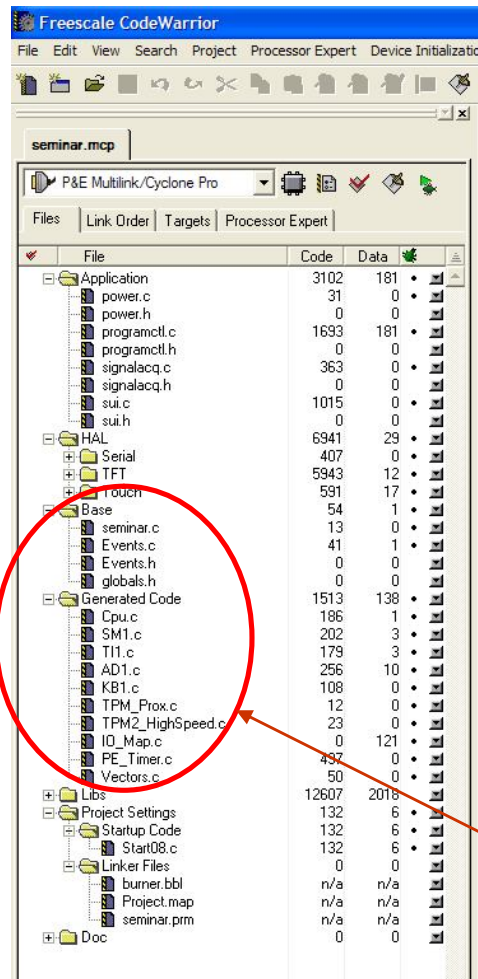 Freescale CodeWarrior
File Edit View Search Project Processor Expert Device Initializatic
seminar.mcp
P&E Multilink/Cyclone Pro
Files Link Order Targets Processor Expert
File Code Data
Application 3102 181
power.c 31 0
power.h 0 0
programctl.c 1693 181
programctl.h 0 0
signalacq.c 363 0
signalacq.h 0 0
sui.c 1015 0
sui.h 0 0
HAL 6941 29
Serial 407 0
TFT 5943 12
Touch 591 17
Base 54 1
seminar.c 13 0
Events.c 41 1
Events.h 0 0
globals.h 0 0
Generated Code 1513 138
Cpu.c 186 1
SM1.c 202 3
TI1.c 179 3
AD1.c 256 10
KB1.c 108 0
TPM_Prox.c 12 0
TPM2_HighSpeed.c 23 0
IO_Map.c 0 121
PE_Timer.c 497 0
Vectors.c 50 0
Libs 12607 2018
Project Settings 132 6
Startup Code 132 6
Start08.c 132 6
Linker Files 0 0
burner.bbl n/a n/a
Project.map n/a n/a
seminar.prm n/a n/a
Doc 0 0